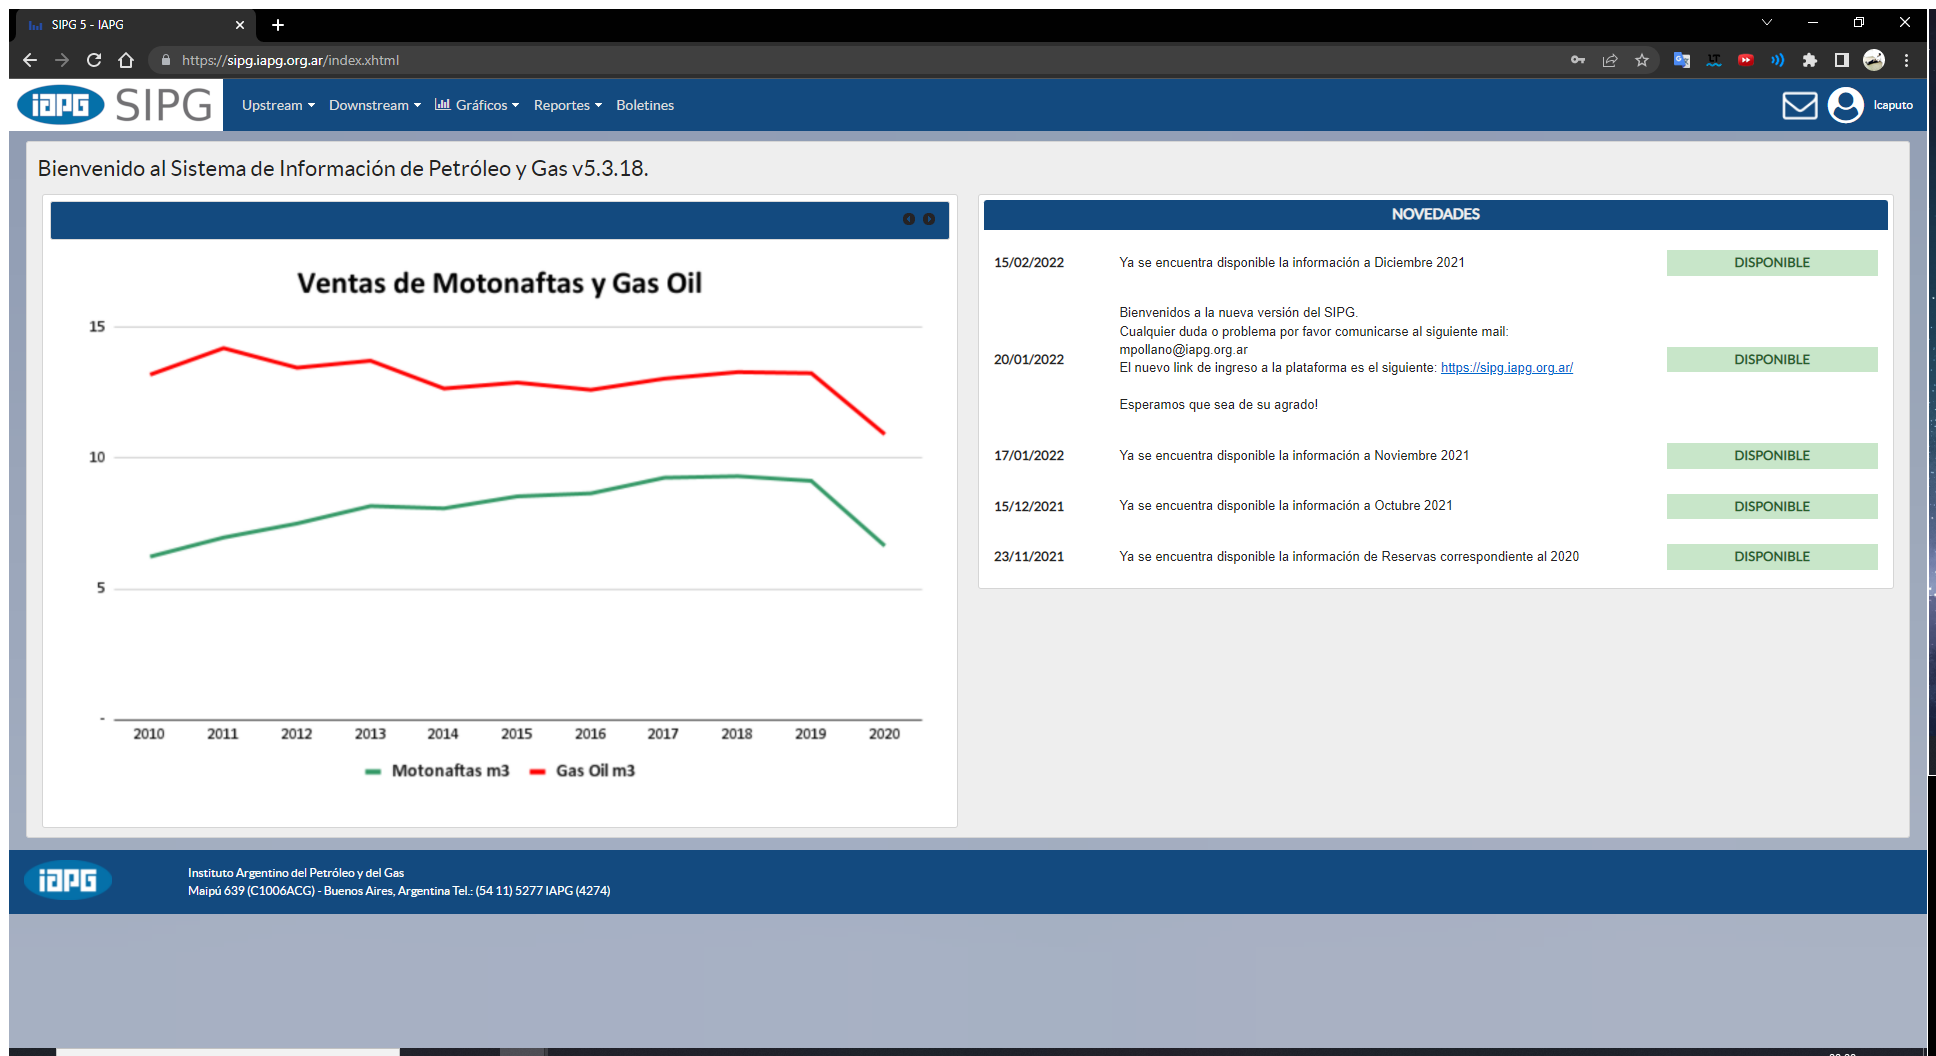 SIPG 5 - IAPG
https://sipg.iapg.org.ar/index.xhtml
iapg SIPG
Upstream
Downstream
Gráficos
Reportes
Boletines
lcaputo
Bienvenido al Sistema de Información de Petróleo y Gas v5.3.18.
Ventas de Motonaftas y Gas Oil
15
10
5
-
2010 2011 2012 2013 2014 2015 2016 2017 2018 2019 2020
Motonaftas m3 Gas Oil m3
NOVEDADES
15/02/2022 Ya se encuentra disponible la información a Diciembre 2021 DISPONIBLE
Bienvenidos a la nueva versión del SIPG.
Cualquier duda o problema por favor comunicarse al siguiente mail:
mpollano@iapg.org.ar
20/01/2022 El nuevo link de ingreso a la plataforma es el siguiente: https://sipg.iapg.org.ar/ DISPONIBLE
Esperamos que sea de su agrado!
17/01/2022 Ya se encuentra disponible la información a Noviembre 2021 DISPONIBLE
15/12/2021 Ya se encuentra disponible la información a Octubre 2021 DISPONIBLE
23/11/2021 Ya se encuentra disponible la información de Reservas correspondiente al 2020 DISPONIBLE
iapg
Instituto Argentino del Petróleo y del Gas
Maipú 639 (C1006ACG) - Buenos Aires, Argentina Tel.: (54 11) 5277 IAPG (4274)